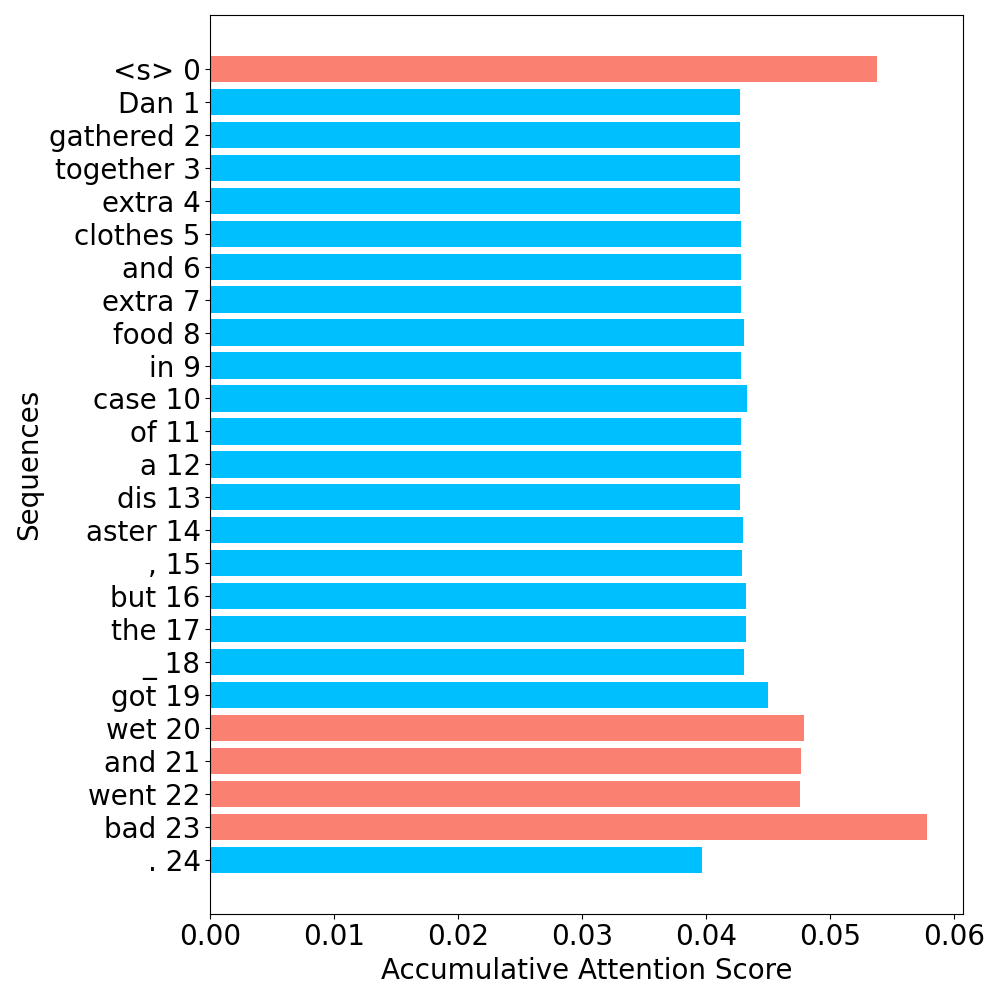 <s> 0
Dan 1
gathered 2
together 3
extra 4
clothes 5
and 6
extra 7
food 8
in 9
case 10
of 11
a 12
dis 13
aster 14
, 15
but 16
the 17
_ 18
got 19
wet 20
and 21
went 22
bad 23
. 24
Sequences
0.00 0.01 0.02 0.03 0.04 0.05 0.06
Accumulative Attention Score